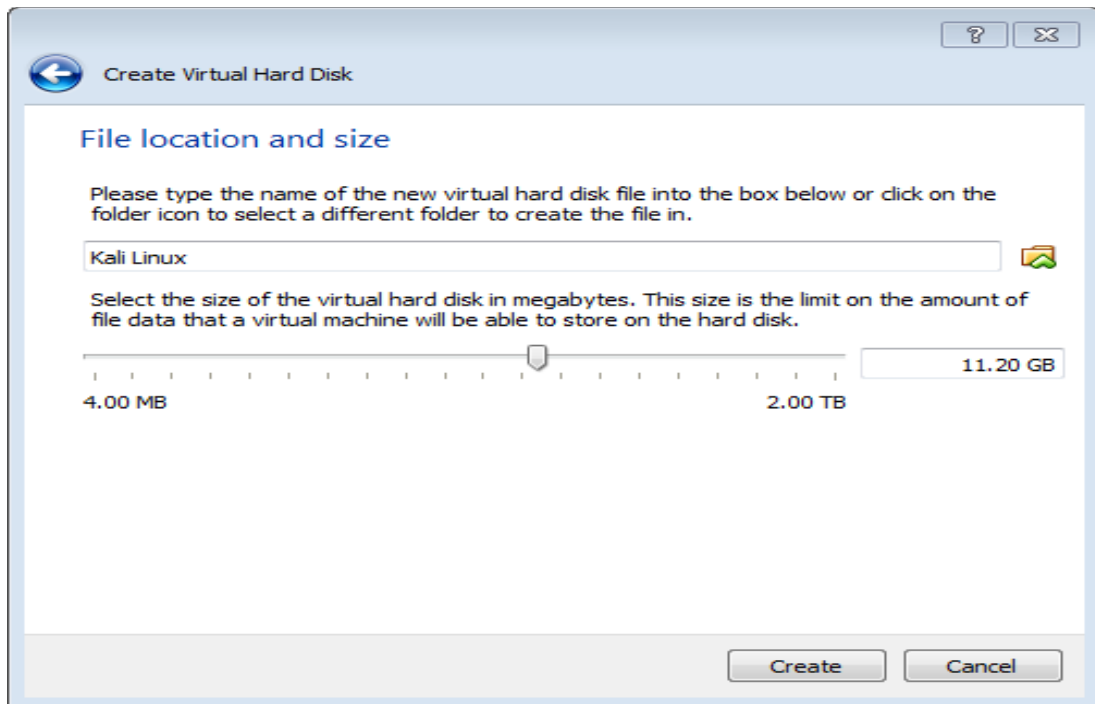 ?
Create Virtual Hard Disk
File location and size
Please type the name of the new virtual hard disk file into the box below or click on the
folder icon to select a different folder to create the file in.
Kali Linux
Select the size of the virtual hard disk in megabytes. This size is the limit on the amount of
file data that a virtual machine will be able to store on the hard disk.
11.20 GB
4.00 MB 2.00 TB
Create Cancel